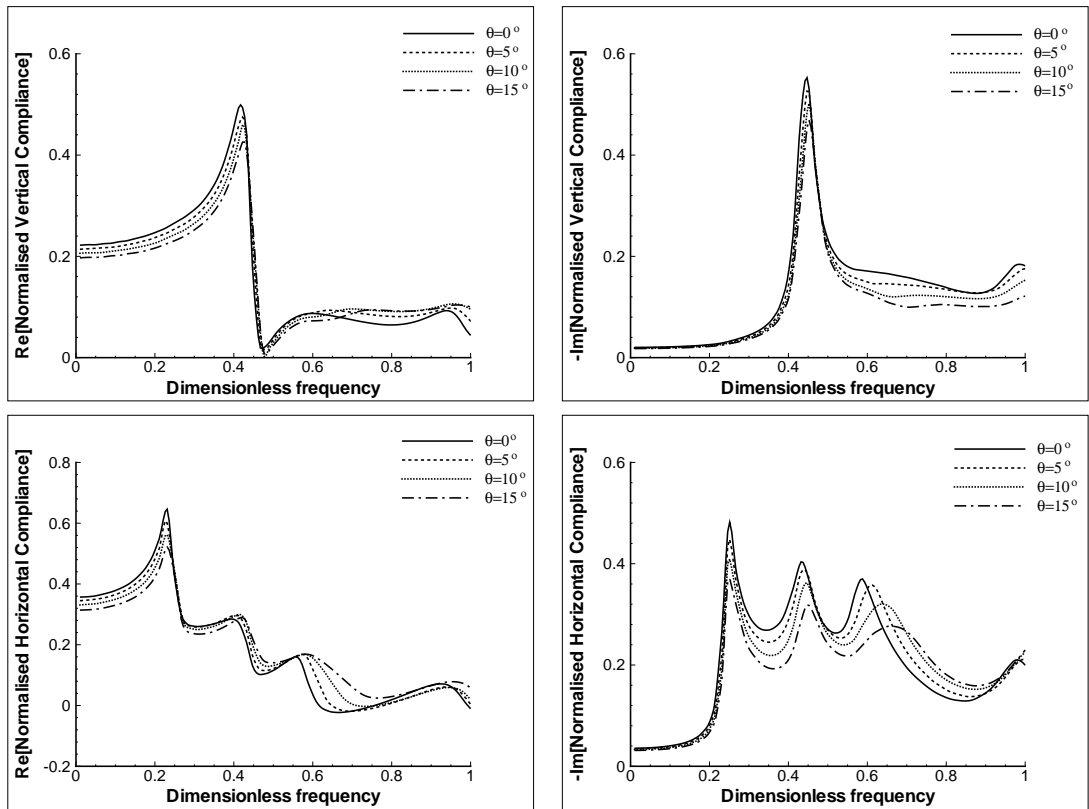 Re[Normalised Vertical Compliance]
0.6
0.4
0.2
0
0 0.2 0.4 0.6 0.8 1
Dimensionless frequency
θ=0°
θ=5°
θ=10°
θ=15°
-Im[Normalised Vertical Compliance]
0.6
0.4
0.2
0
0 0.2 0.4 0.6 0.8 1
Dimensionless frequency
θ=0°
θ=5°
θ=10°
θ=15°
Re[Normalised Horizontal Compliance]
0.8
0.6
0.4
0.2
0
-0.2
0 0.2 0.4 0.6 0.8 1
Dimensionless frequency
θ=0°
θ=5°
θ=10°
θ=15°
-Im[Normalised Horizontal Compliance]
0.6
0.4
0.2
0
0 0.2 0.4 0.6 0.8 1
Dimensionless frequency
θ=0°
θ=5°
θ=10°
θ=15°